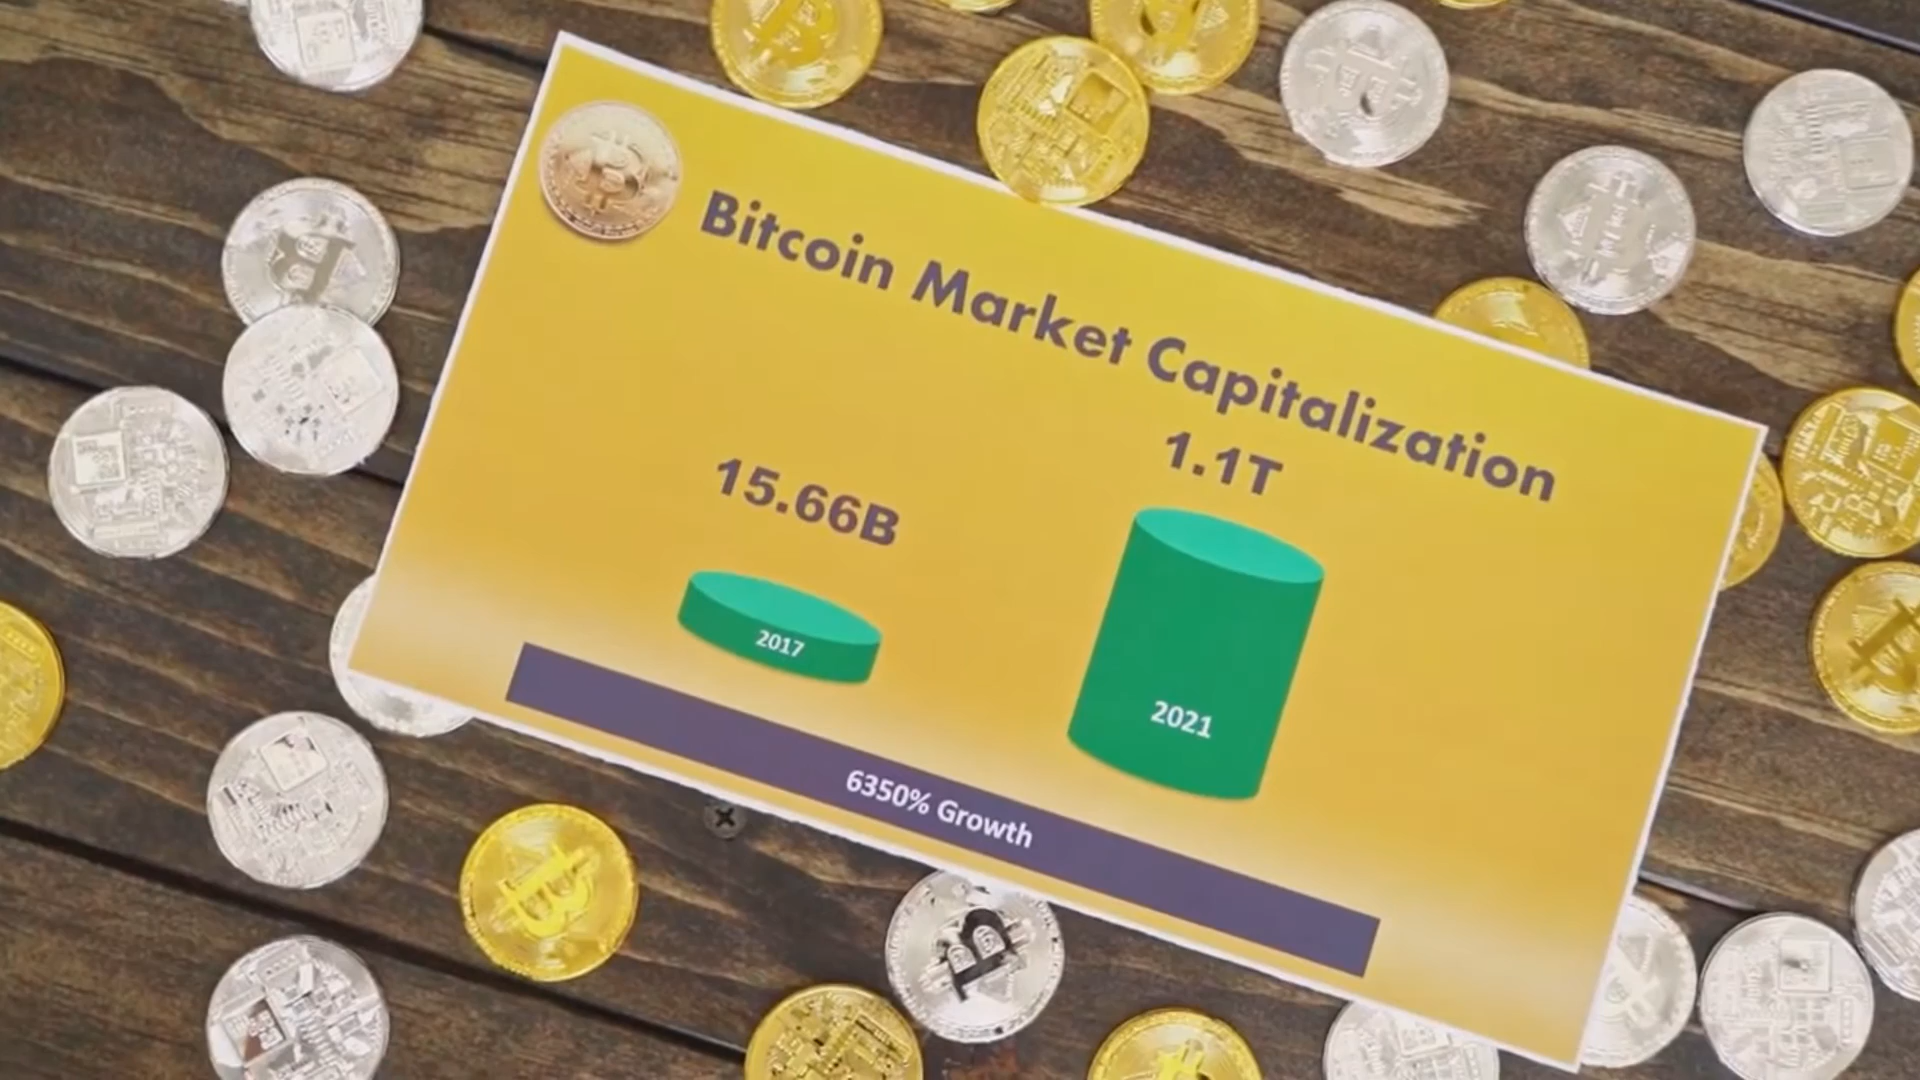 Bitcoin Market Capitalization
15.66B
1.1T
2017
2021
6350% Growth